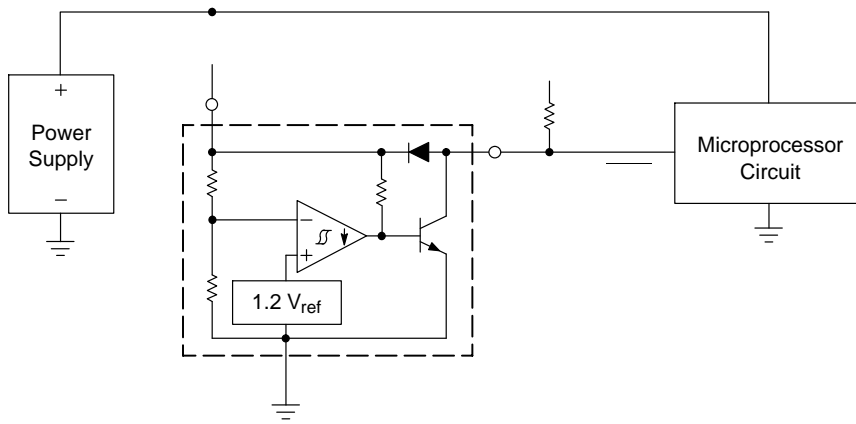 +
Power
Supply
−
Microprocessor
Circuit
−
+
1.2 Vref